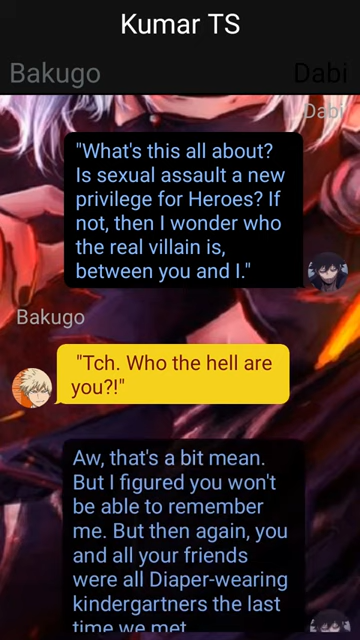 Kumar TS
Bakugo
Dabi
Dabi
"What's this all about?
Is sexual assault a new
privilege for Heroes? If
not, then I wonder who
the real villain is,
between you and I."
Bakugo
"Tch. Who the hell are
you?!"
Aw, that's a bit mean.
But I figured you won't
be able to remember
me. But then again, you
and all your friends
were all Diaper-wearing
kindergartners the last
time we met